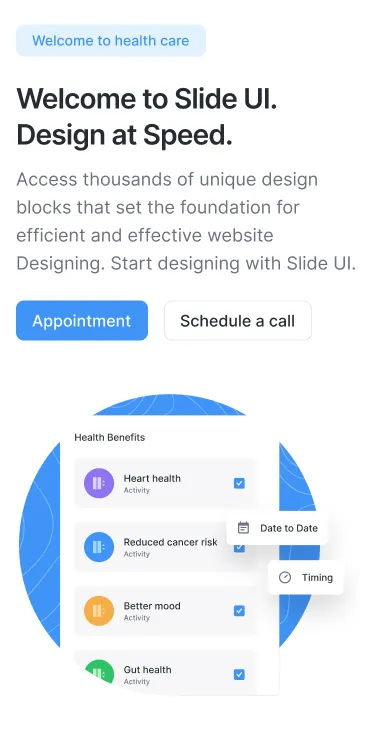 Welcome to health care
Welcome to Slide UI.
Design at Speed.
Access thousands of unique design
blocks that set the foundation for
efficient and effective website
Designing. Start designing with Slide UI.
Appointment
Schedule a call
Health Benefits
Heart health
Activity
Date to Date
Reduced cancer risk
Activity
Timing
Better mood
Activity
Gut health
Activity